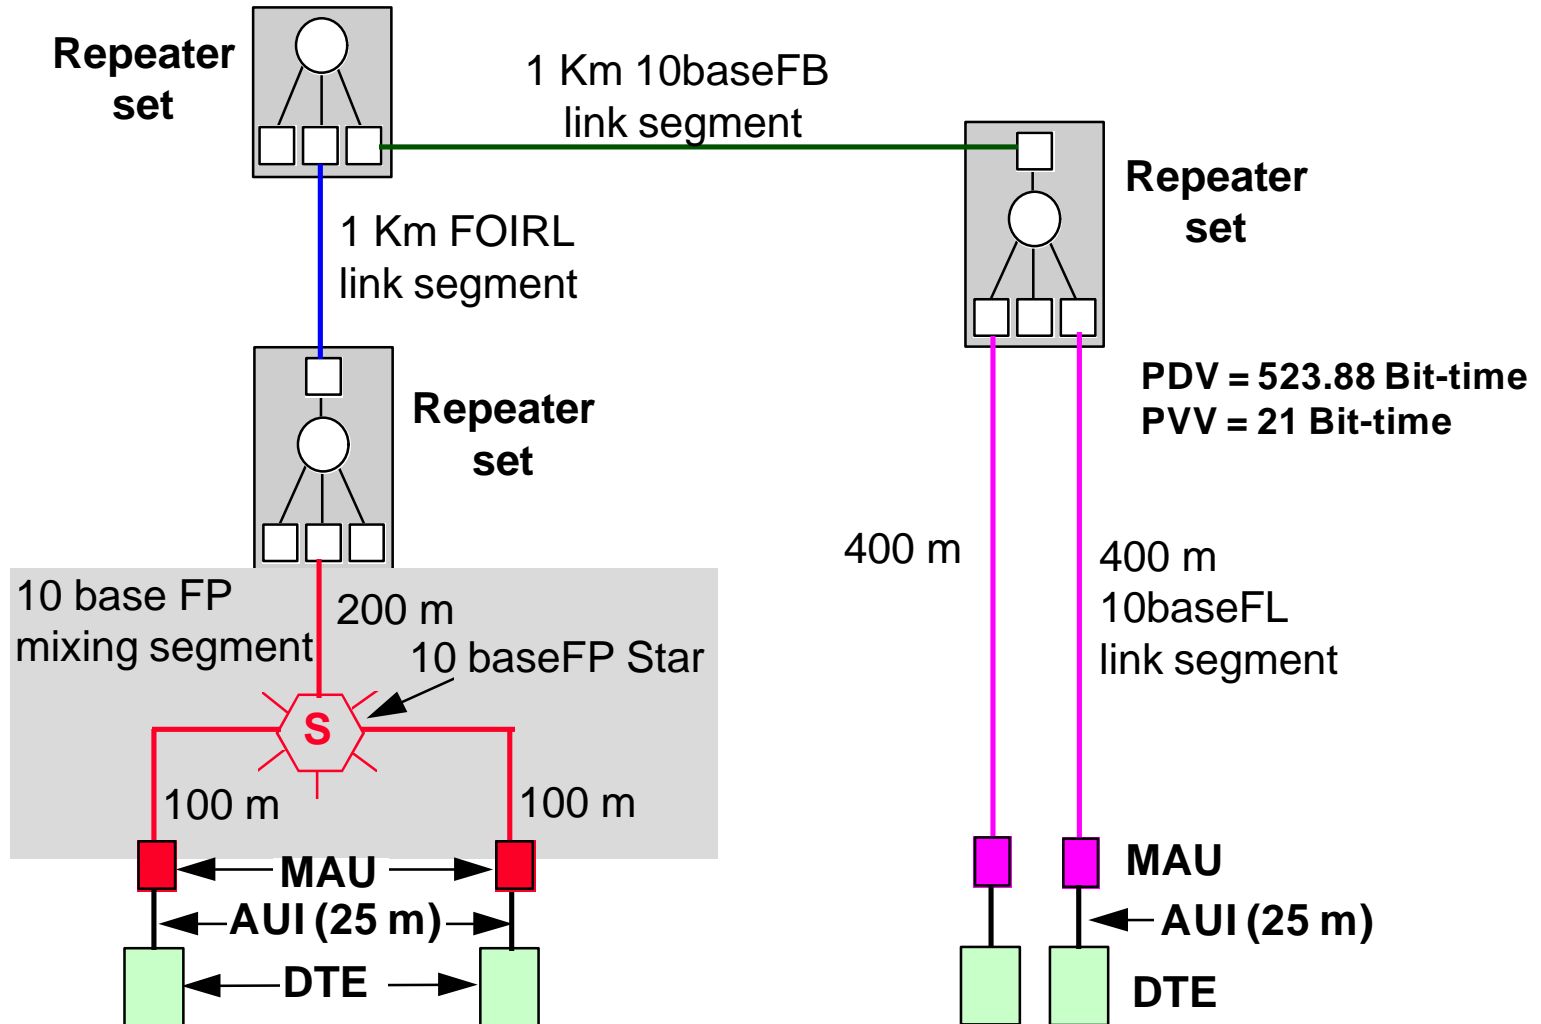 Repeater
set
1 Km 10baseFB
link segment
Repeater
set
1 Km FOIRL
link segment
PDV = 523.88 Bit-time
PVV = 21 Bit-time
Repeater
set
400 m
400 m
10baseFL
link segment
10 base FP
mixing segment
200 m
10 baseFP Star
S
100 m
100 m
MAU
MAU
AUI (25 m)
AUI (25 m)
DTE
DTE